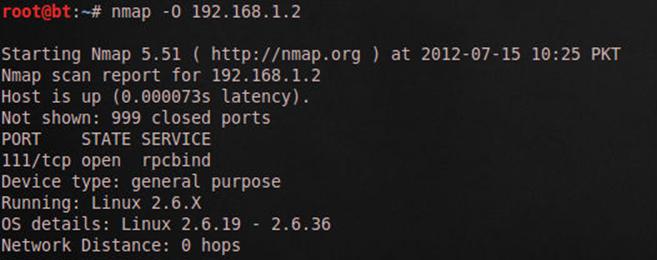 root@bt:~# nmap -O 192.168.1.2
Starting Nmap 5.51 ( http://nmap.org ) at 2012-07-15 10:25 PKT
Nmap scan report for 192.168.1.2
Host is up (0.000073s latency).
Not shown: 999 closed ports
PORT    STATE SERVICE
111/tcp open  rpcbind
Device type: general purpose
Running: Linux 2.6.X
OS details: Linux 2.6.19 - 2.6.36
Network Distance: 0 hops